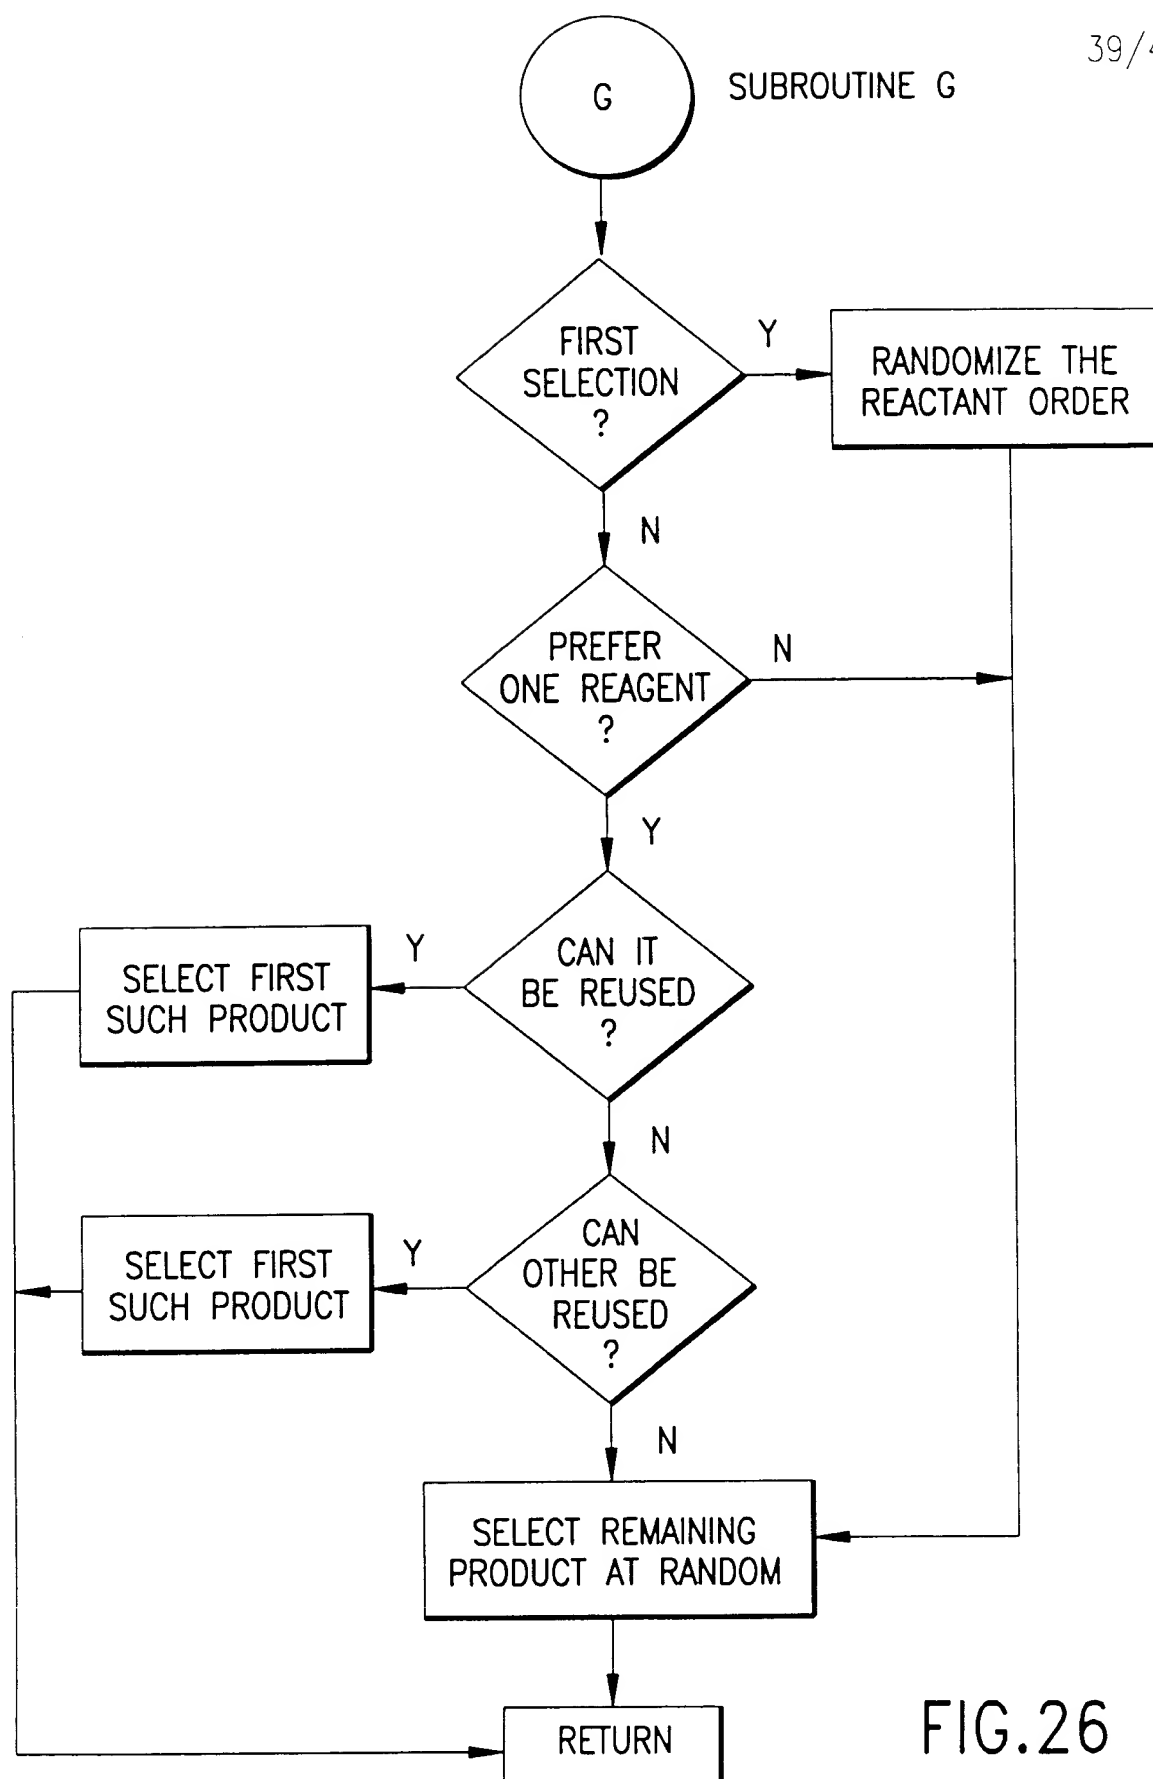 39/4
G
SUBROUTINE G
FIRST
SELECTION
?
Y
RANDOMIZE THE
REACTANT ORDER
N
PREFER
ONE REAGENT
?
N
Y
CAN IT
BE REUSED
?
Y
SELECT FIRST
SUCH PRODUCT
N
CAN
OTHER BE
REUSED
?
Y
SELECT FIRST
SUCH PRODUCT
N
SELECT REMAINING
PRODUCT AT RANDOM
RETURN
FIG.26